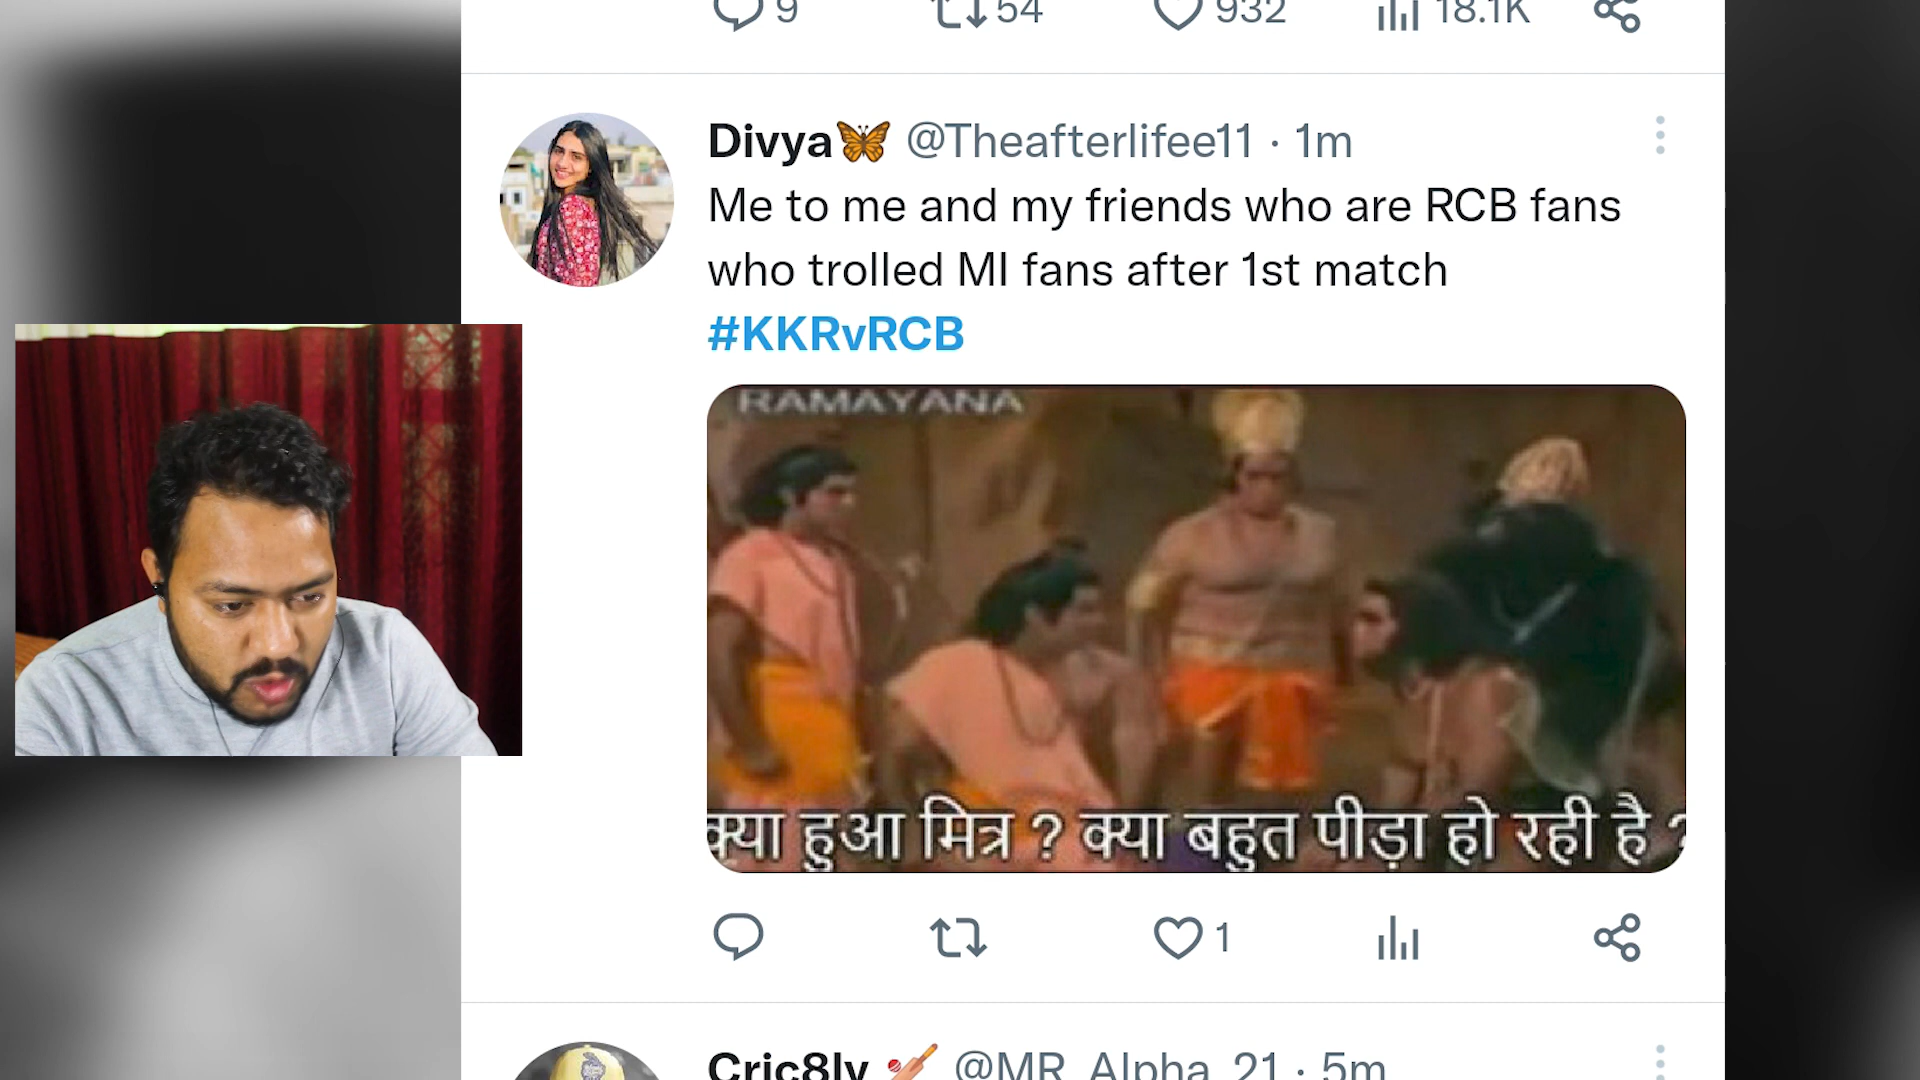 9 54 932 18.1K
Divya🦋 @Theafterlifee11 · 1m
Me to me and my friends who are RCB fans
who trolled MI fans after 1st match
#KKRvRCB
RAMAYANA
क्या हुआ मित्र ? क्या बहुत पीड़ा हो रही है ?
1
Cric8lv 🏏 @MR_Alpha_21 · 5m